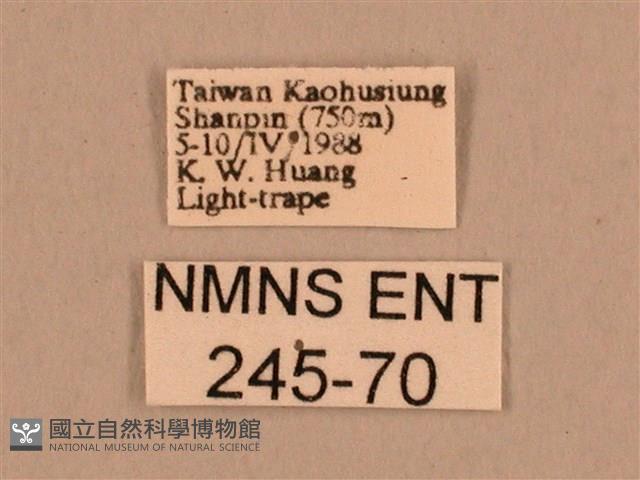 Taiwan Kaohusiung
Shanpin (750m)
5-10/IV/1988
K. W. Huang
Light-trape
NMNS ENT
245-70
國立自然科學博物館
NATIONAL MUSEUM OF NATURAL SCIENCE